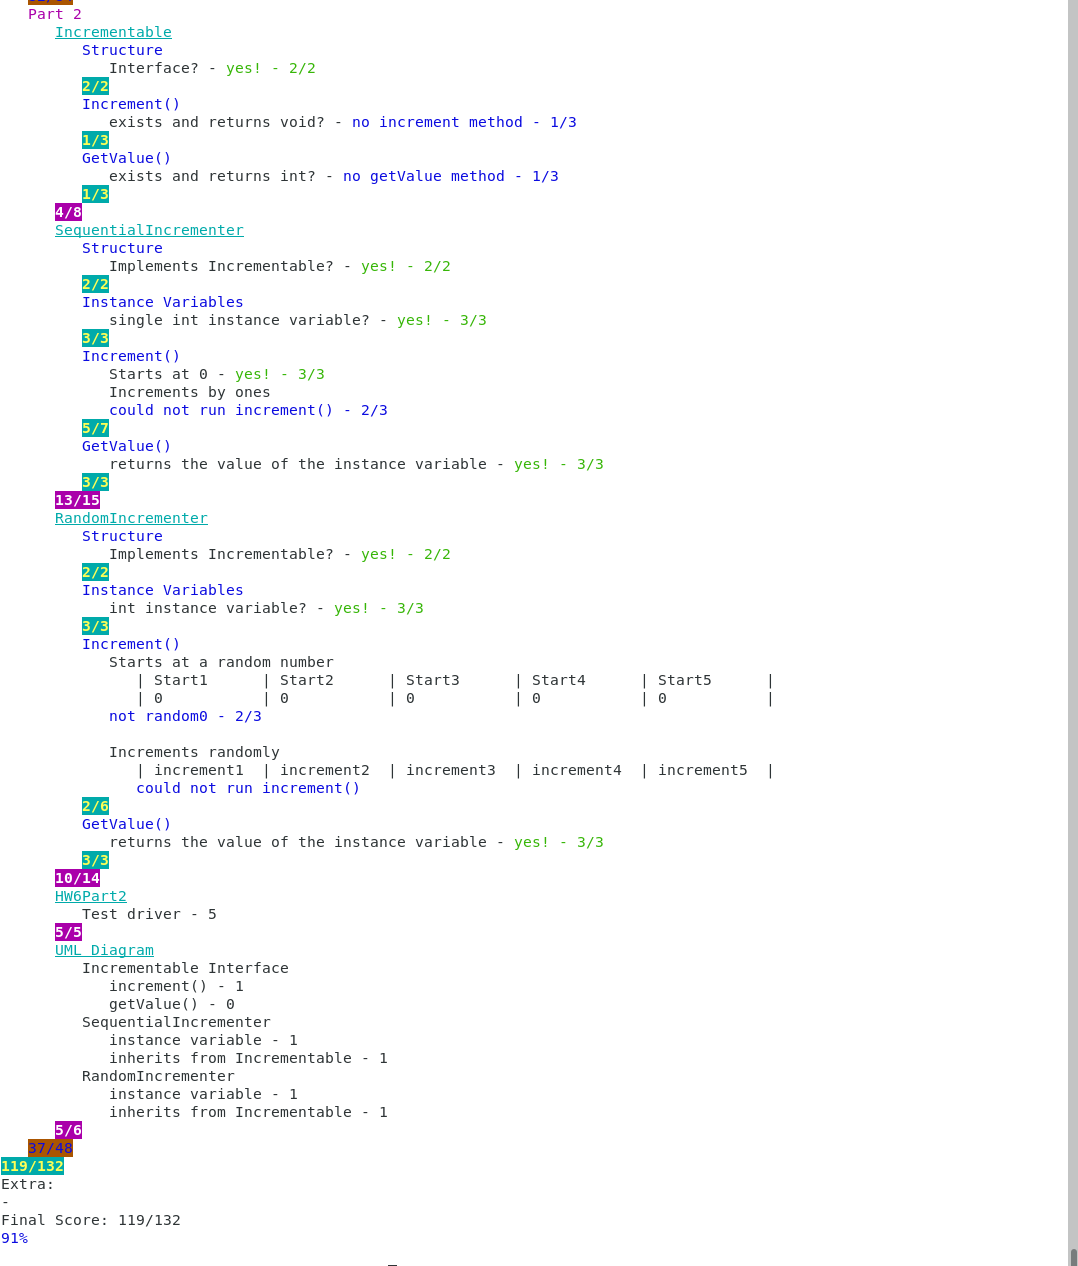 Part 2
Incrementable
Structure
Interface? - yes! - 2/2
2/2
Increment()
exists and returns void? - no increment method - 1/3
1/3
GetValue()
exists and returns int? - no getValue method - 1/3
1/3
4/8
SequentialIncrementer
Structure
Implements Incrementable? - yes! - 2/2
2/2
Instance Variables
single int instance variable? - yes! - 3/3
3/3
Increment()
Starts at 0 - yes! - 3/3
Increments by ones
could not run increment() - 2/3
5/7
GetValue()
returns the value of the instance variable - yes! - 3/3
3/3
13/15
RandomIncrementer
Structure
Implements Incrementable? - yes! - 2/2
2/2
Instance Variables
int instance variable? - yes! - 3/3
3/3
Increment()
Starts at a random number
| Start1 | Start2 | Start3 | Start4 | Start5 |
| 0 | 0 | 0 | 0 | 0 |
not random0 - 2/3
Increments randomly
| increment1 | increment2 | increment3 | increment4 | increment5 |
could not run increment()
2/6
GetValue()
returns the value of the instance variable - yes! - 3/3
3/3
10/14
HW6Part2
Test driver - 5
5/5
UML Diagram
Incrementable Interface
increment() - 1
getValue() - 0
SequentialIncrementer
instance variable - 1
inherits from Incrementable - 1
RandomIncrementer
instance variable - 1
inherits from Incrementable - 1
5/6
37/48
119/132
Extra:
-
Final Score: 119/132
91%